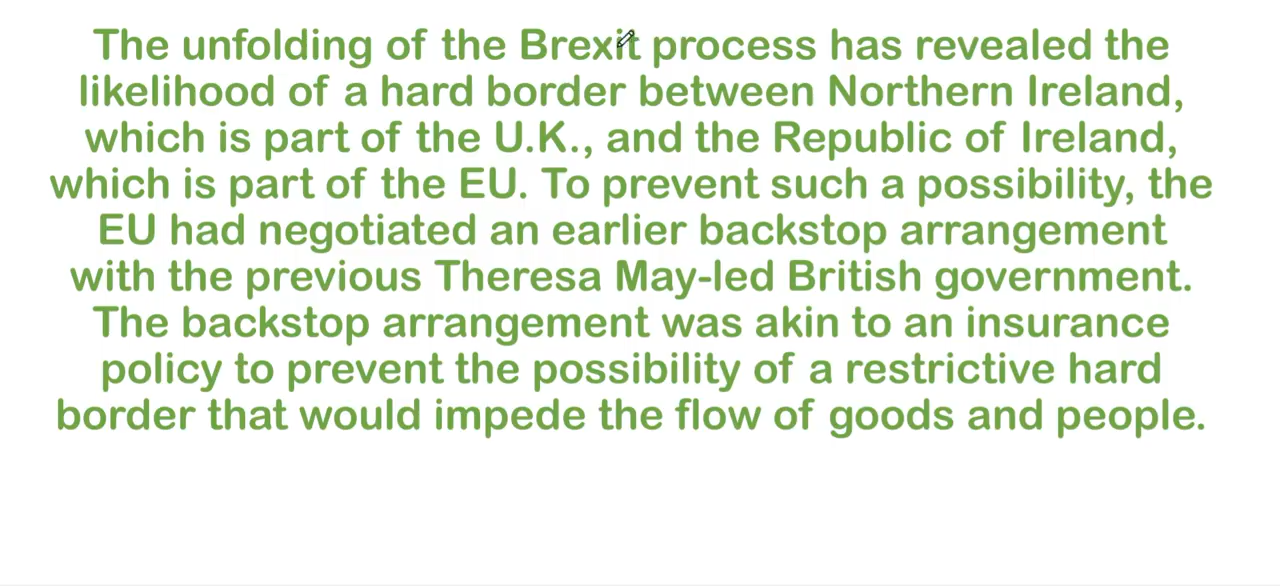 The unfolding of the Brexit process has revealed the
likelihood of a hard border between Northern Ireland,
which is part of the U.K., and the Republic of Ireland,
which is part of the EU. To prevent such a possibility, the
EU had negotiated an earlier backstop arrangement
with the previous Theresa May-led British government.
The backstop arrangement was akin to an insurance
policy to prevent the possibility of a restrictive hard
border that would impede the flow of goods and people.